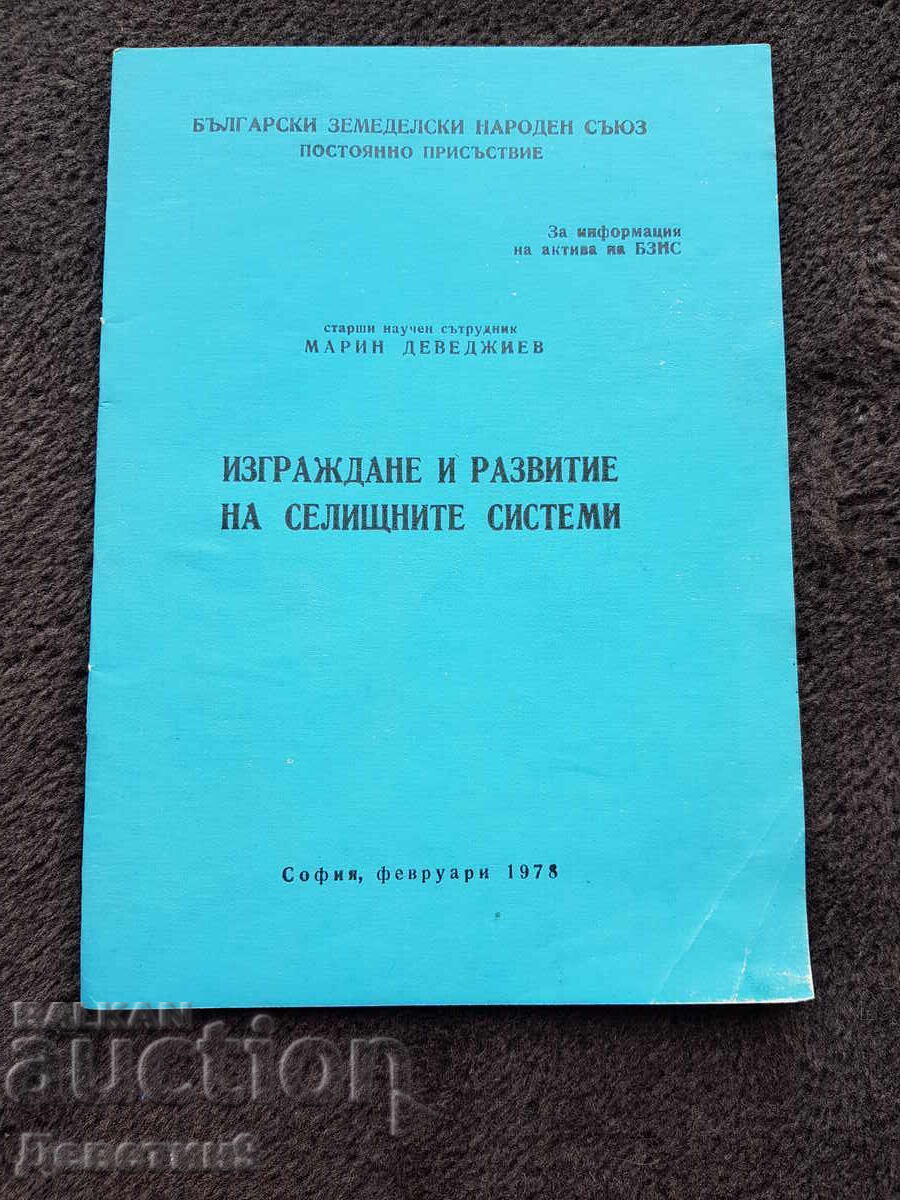 БЪЛГАРСКИ ЗЕМЕДЕЛСКИ НАРОДЕН СЪЮЗ
ПОСТОЯННО ПРИСЪСТВИЕ
За информация
на актива на БЗНС
старши научен сътрудник
МАРИН ДЕВЕДЖИЕВ
ИЗГРАЖДАНЕ И РАЗВИТИЕ
НА СЕЛИЩНИТЕ СИСТЕМИ
София, февруари 1978
BALKAN
auction
Деветкиб